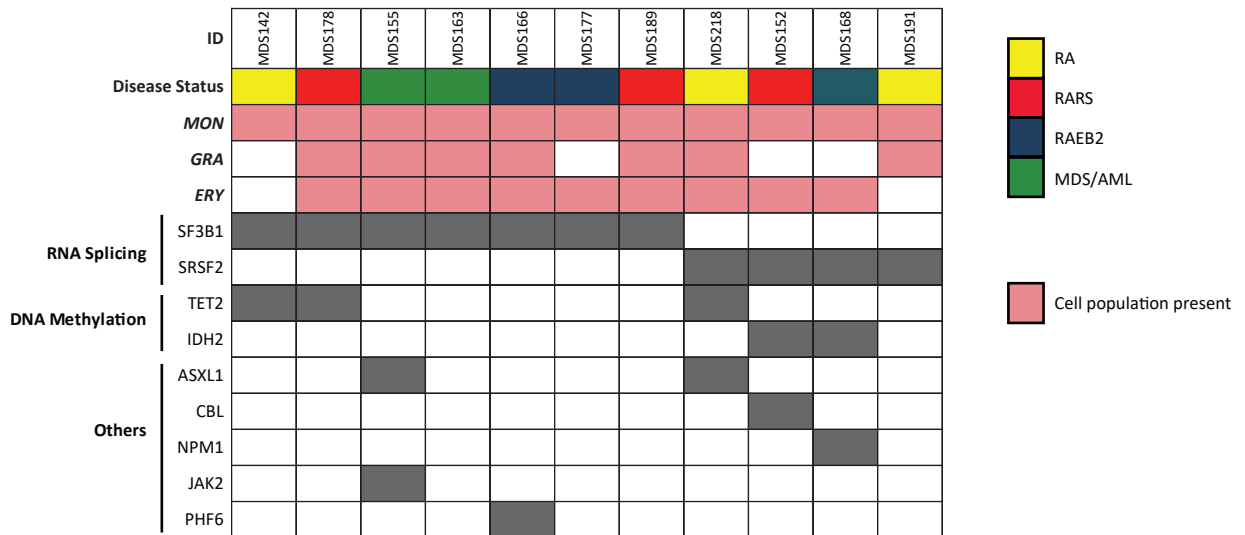 ID
MDS142 MDS178 MDS155 MDS163 MDS166 MDS177 MDS189 MDS218 MDS152 MDS168 MDS191
Disease Status
MON
GRA
ERY
RNA Splicing
SF3B1
SRSF2
DNA Methylation
TET2
IDH2
Others
ASXL1
CBL
NPM1
JAK2
PHF6
RA
RARS
RAEB2
MDS/AML
Cell population present